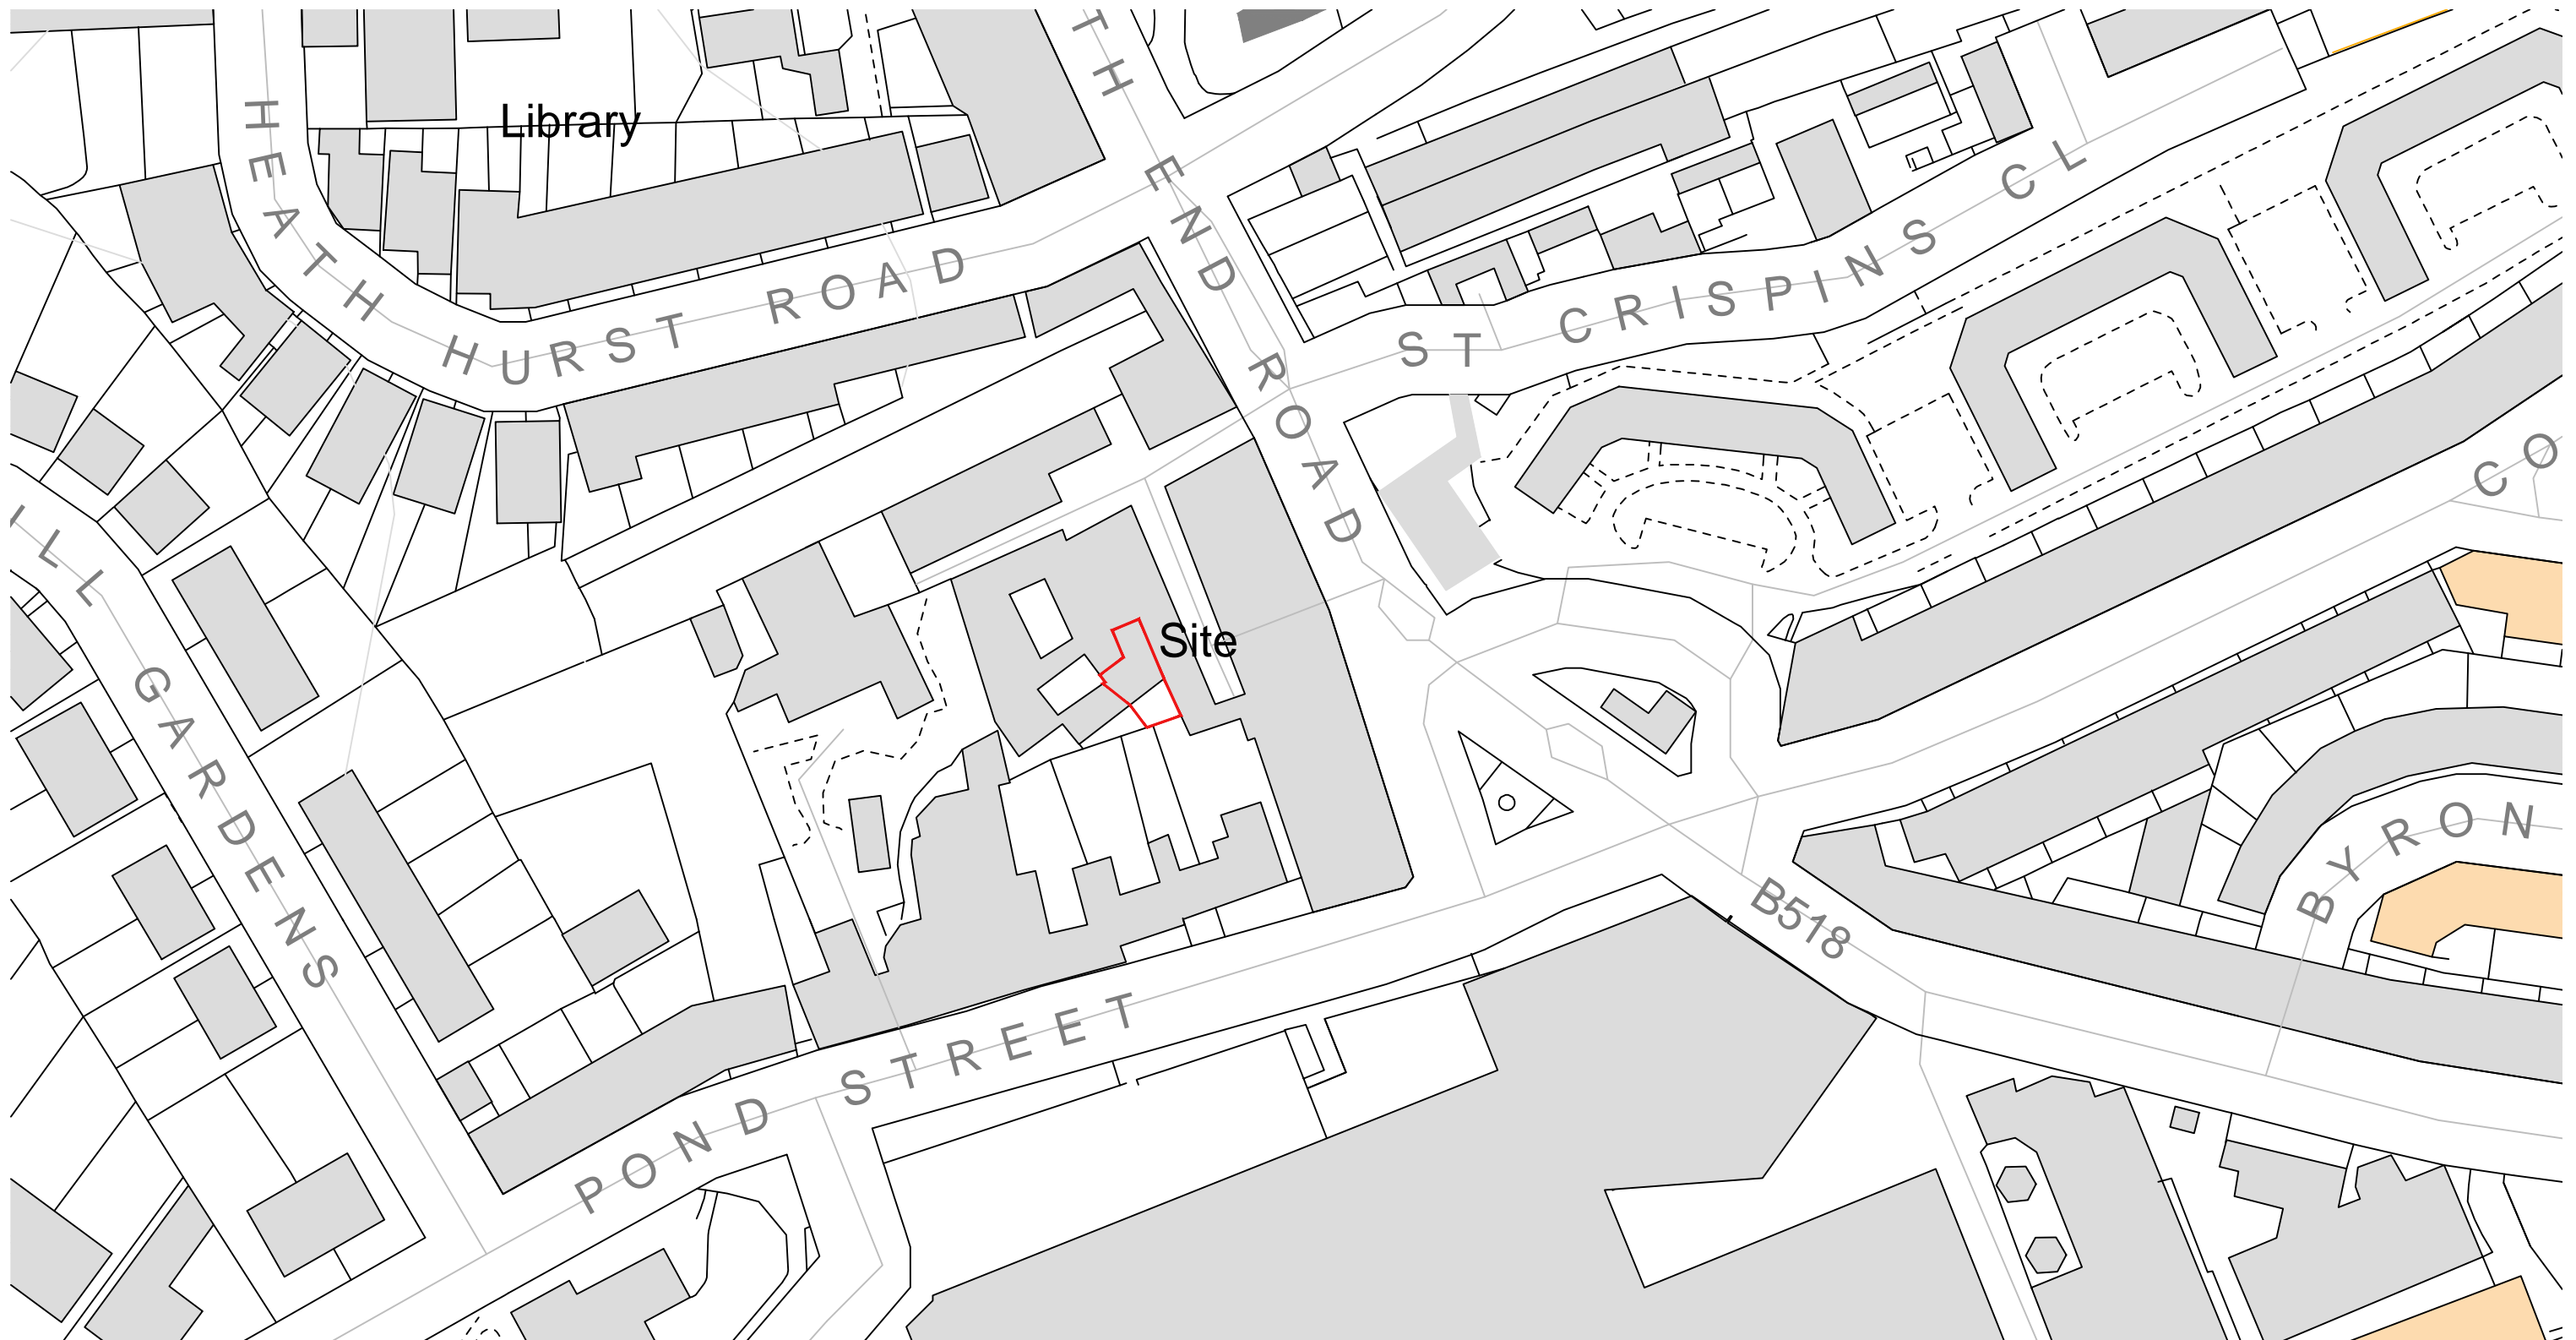 Library
HEATH HURST ROAD
TH END ROAD
ST CRISPINS CL
CO
Site
LL GARDENS
BYRON
B518
POND STREET